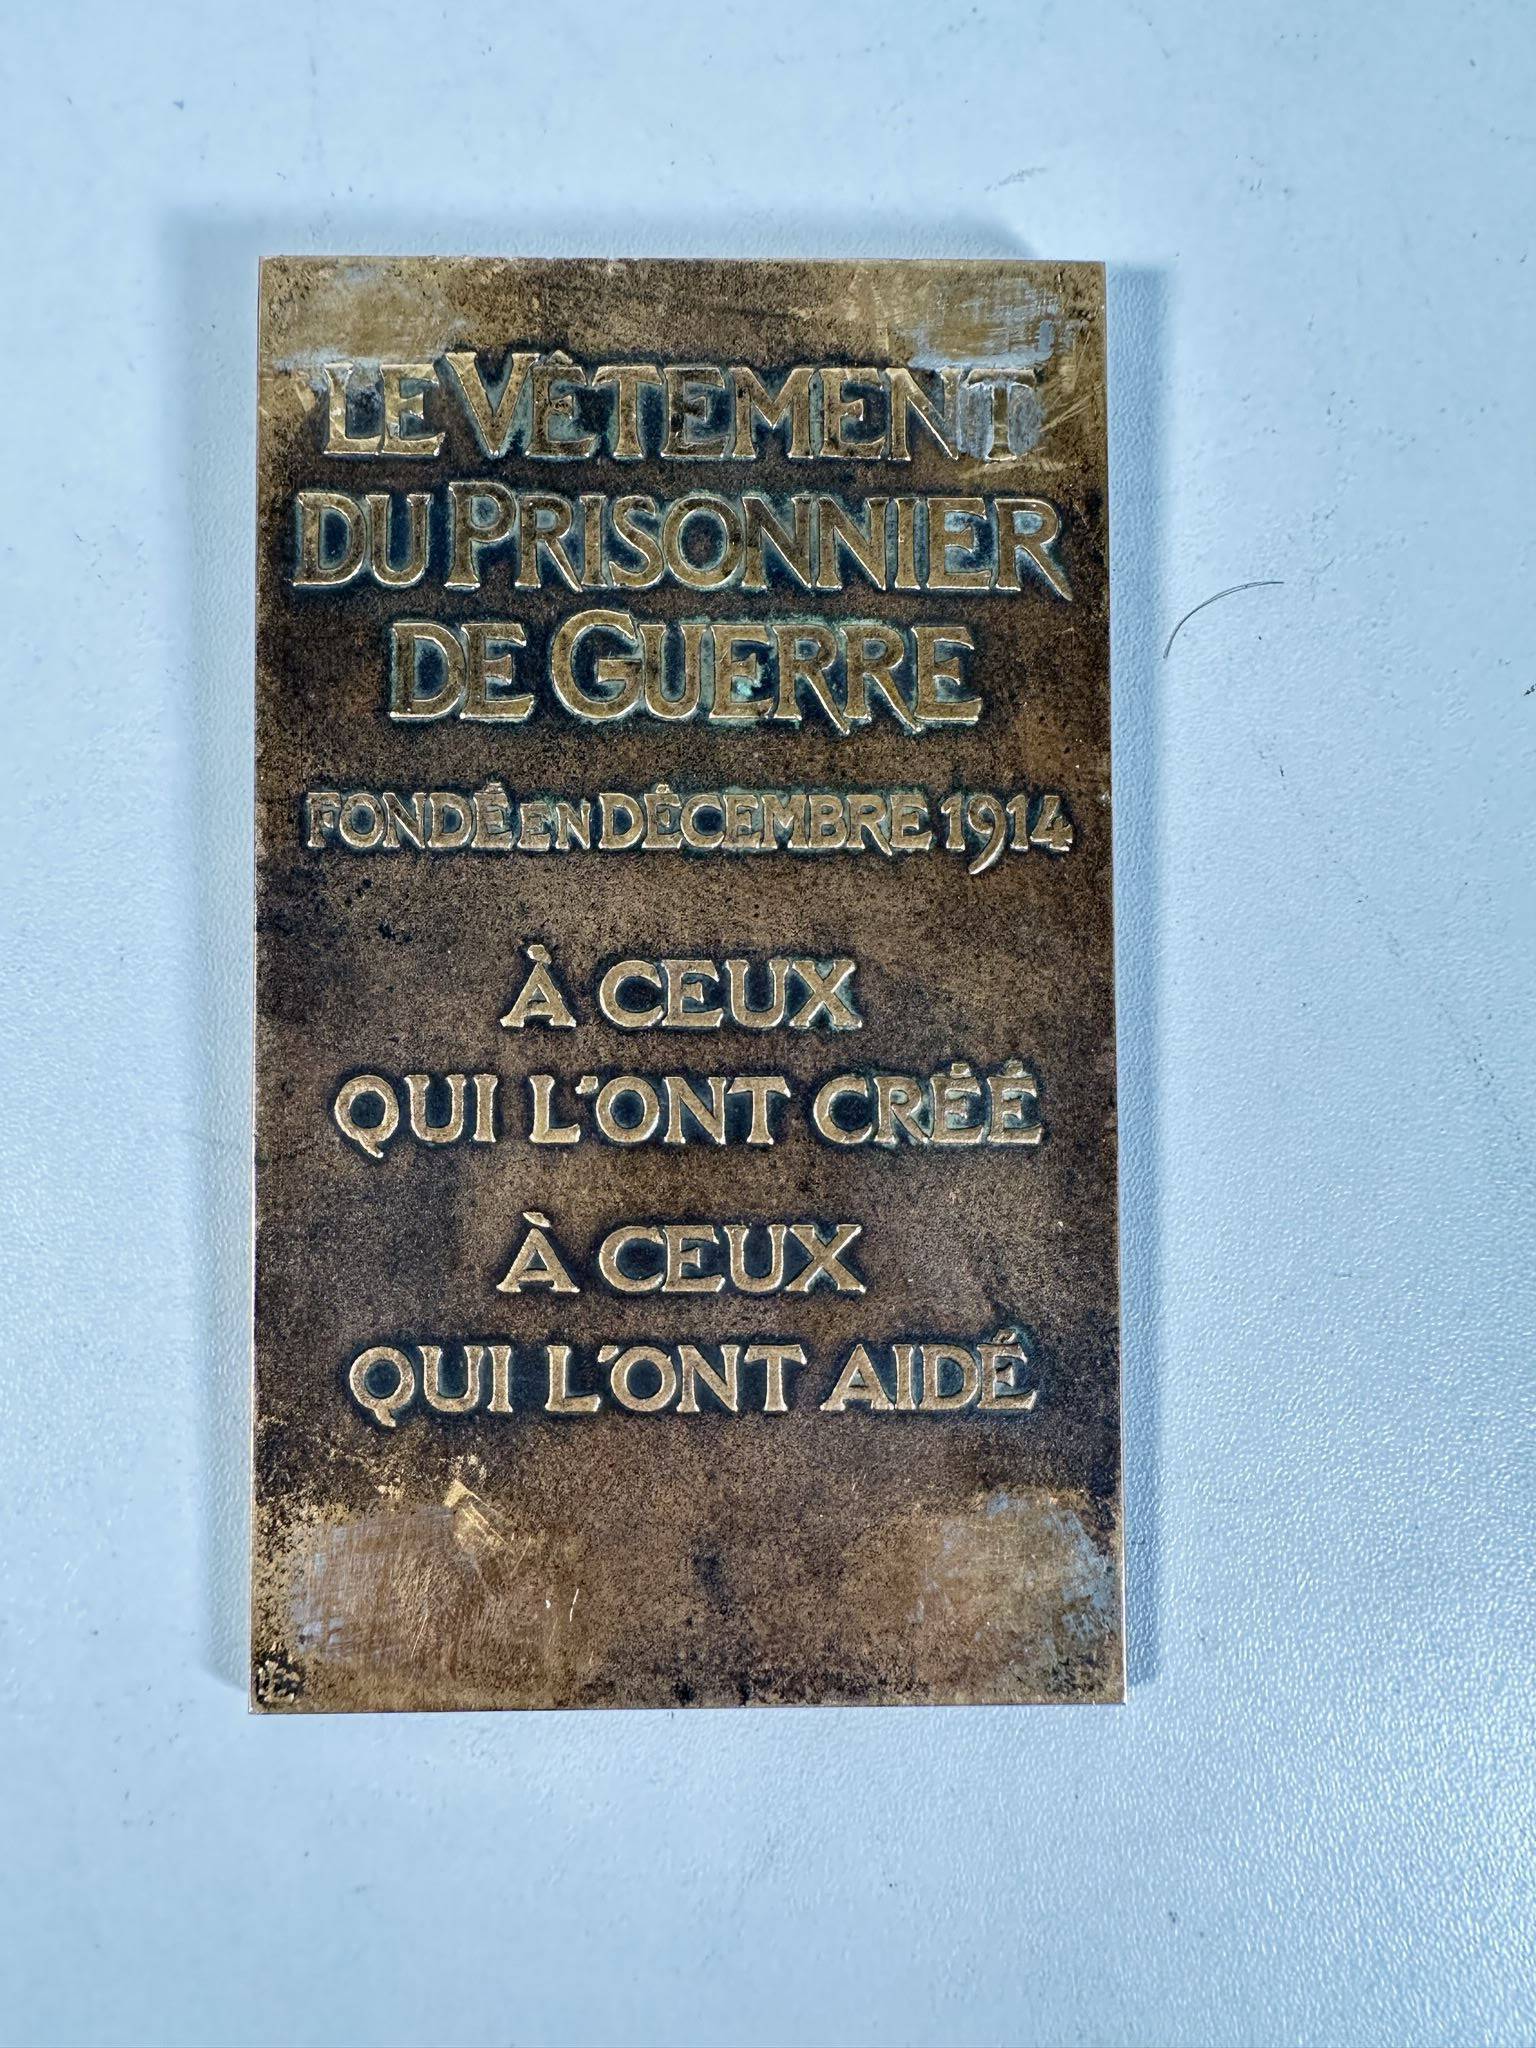 LE VÊTEMENT
DU PRISONNIER
DE GUERRE
FONDÉ EN DÉCEMBRE 1914
À CEUX
QUI L'ONT CRÉÉ
À CEUX
QUI L'ONT AIDÉ